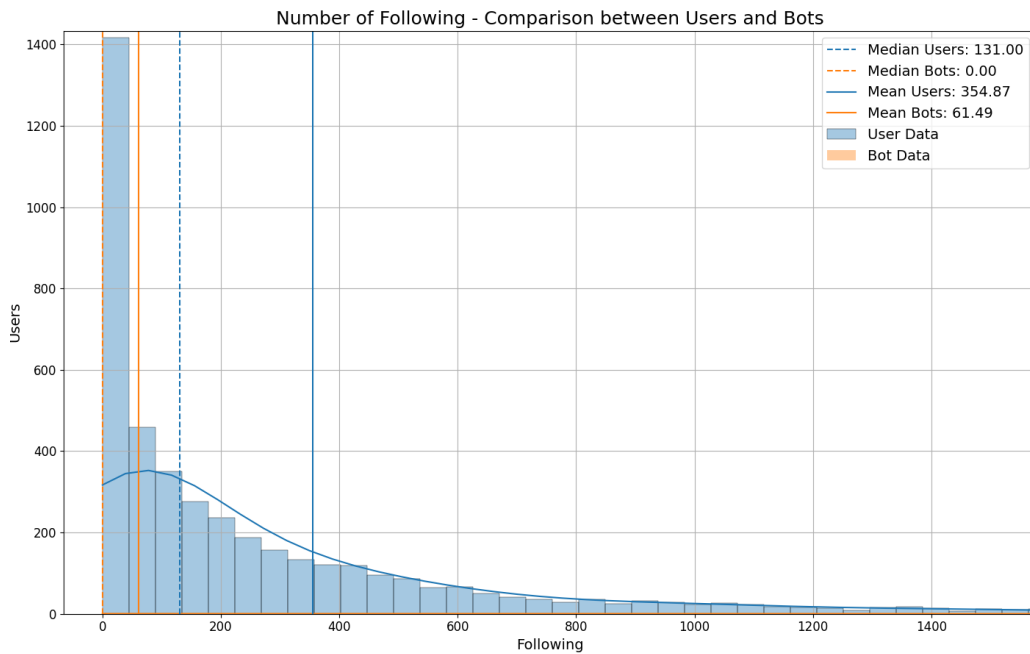 Number of Following - Comparison between Users and Bots
Median Users: 131.00
Median Bots: 0.00
Mean Users: 354.87
Mean Bots: 61.49
User Data
Bot Data
Users
1400
1200
1000
800
600
400
200
0
0 200 400 600 800 1000 1200 1400
Following